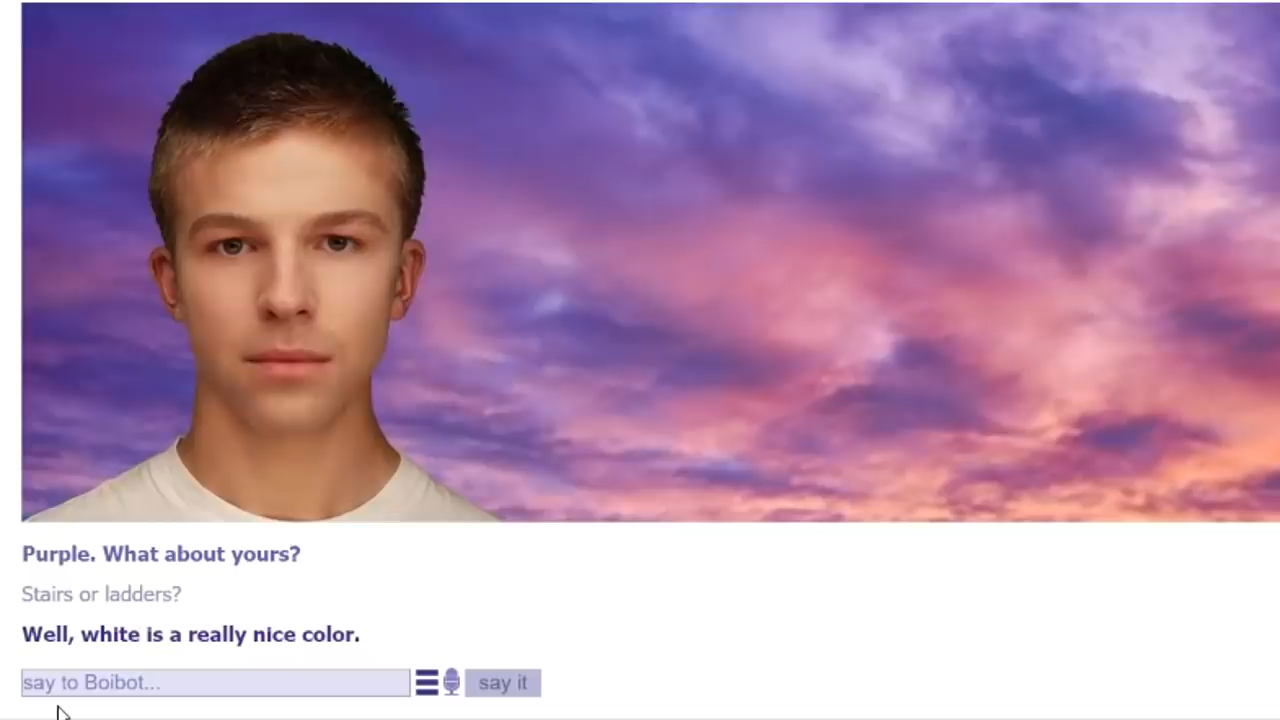 Purple. What about yours?
Stairs or ladders?
Well, white is a really nice color.
say to Boibot... say it